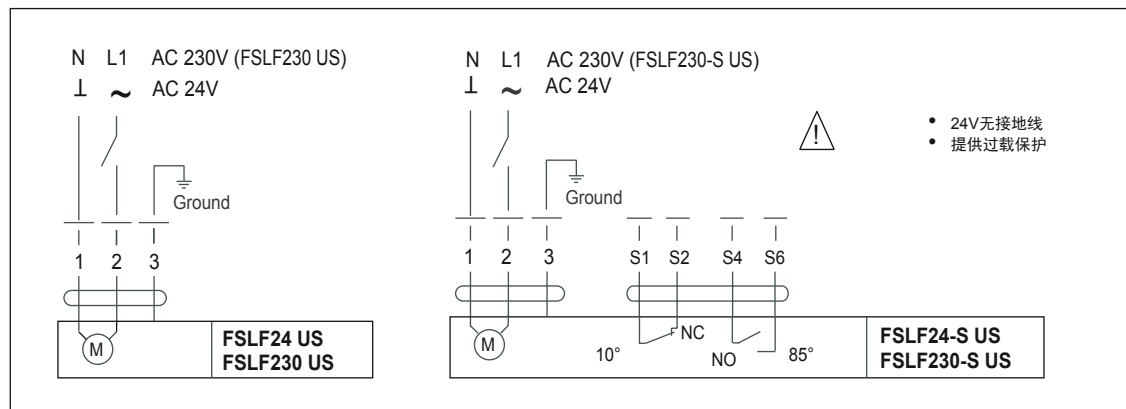 N L1 AC 230V (FSLF230 US)
⊥ ~ AC 24V
Ground
1 2 3
M
FSLF24 US
FSLF230 US
N L1 AC 230V (FSLF230-S US)
⊥ ~ AC 24V
Ground
1 2 3 S1 S2 S4 S6
M
10° NC
NO 85°
FSLF24-S US
FSLF230-S US
!
• 24V无接地线
• 提供过载保护